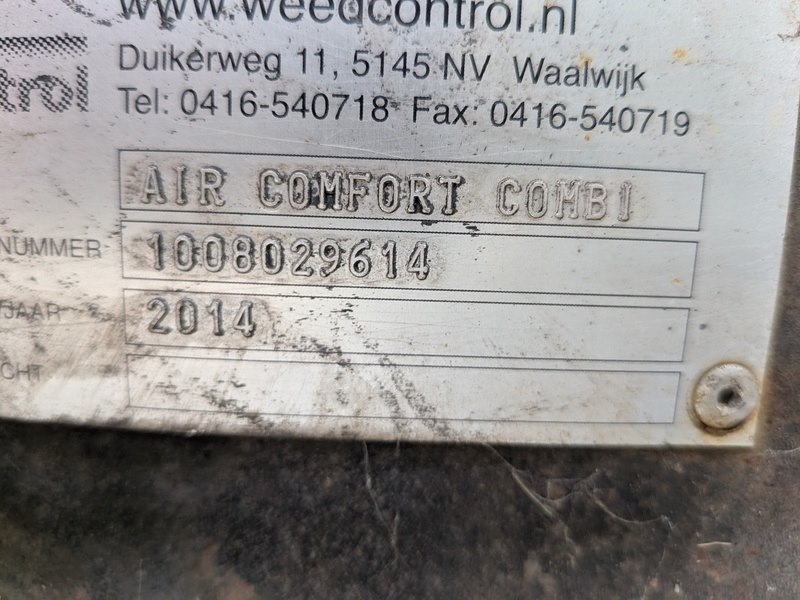 www.weedcontrol.nl
trol
Duikerweg 11, 5145 NV Waalwijk
Tel: 0416-540718 Fax: 0416-540719
AIR COMFORT COMBI
NUMMER 1008029614
JAAR 2014
CHT